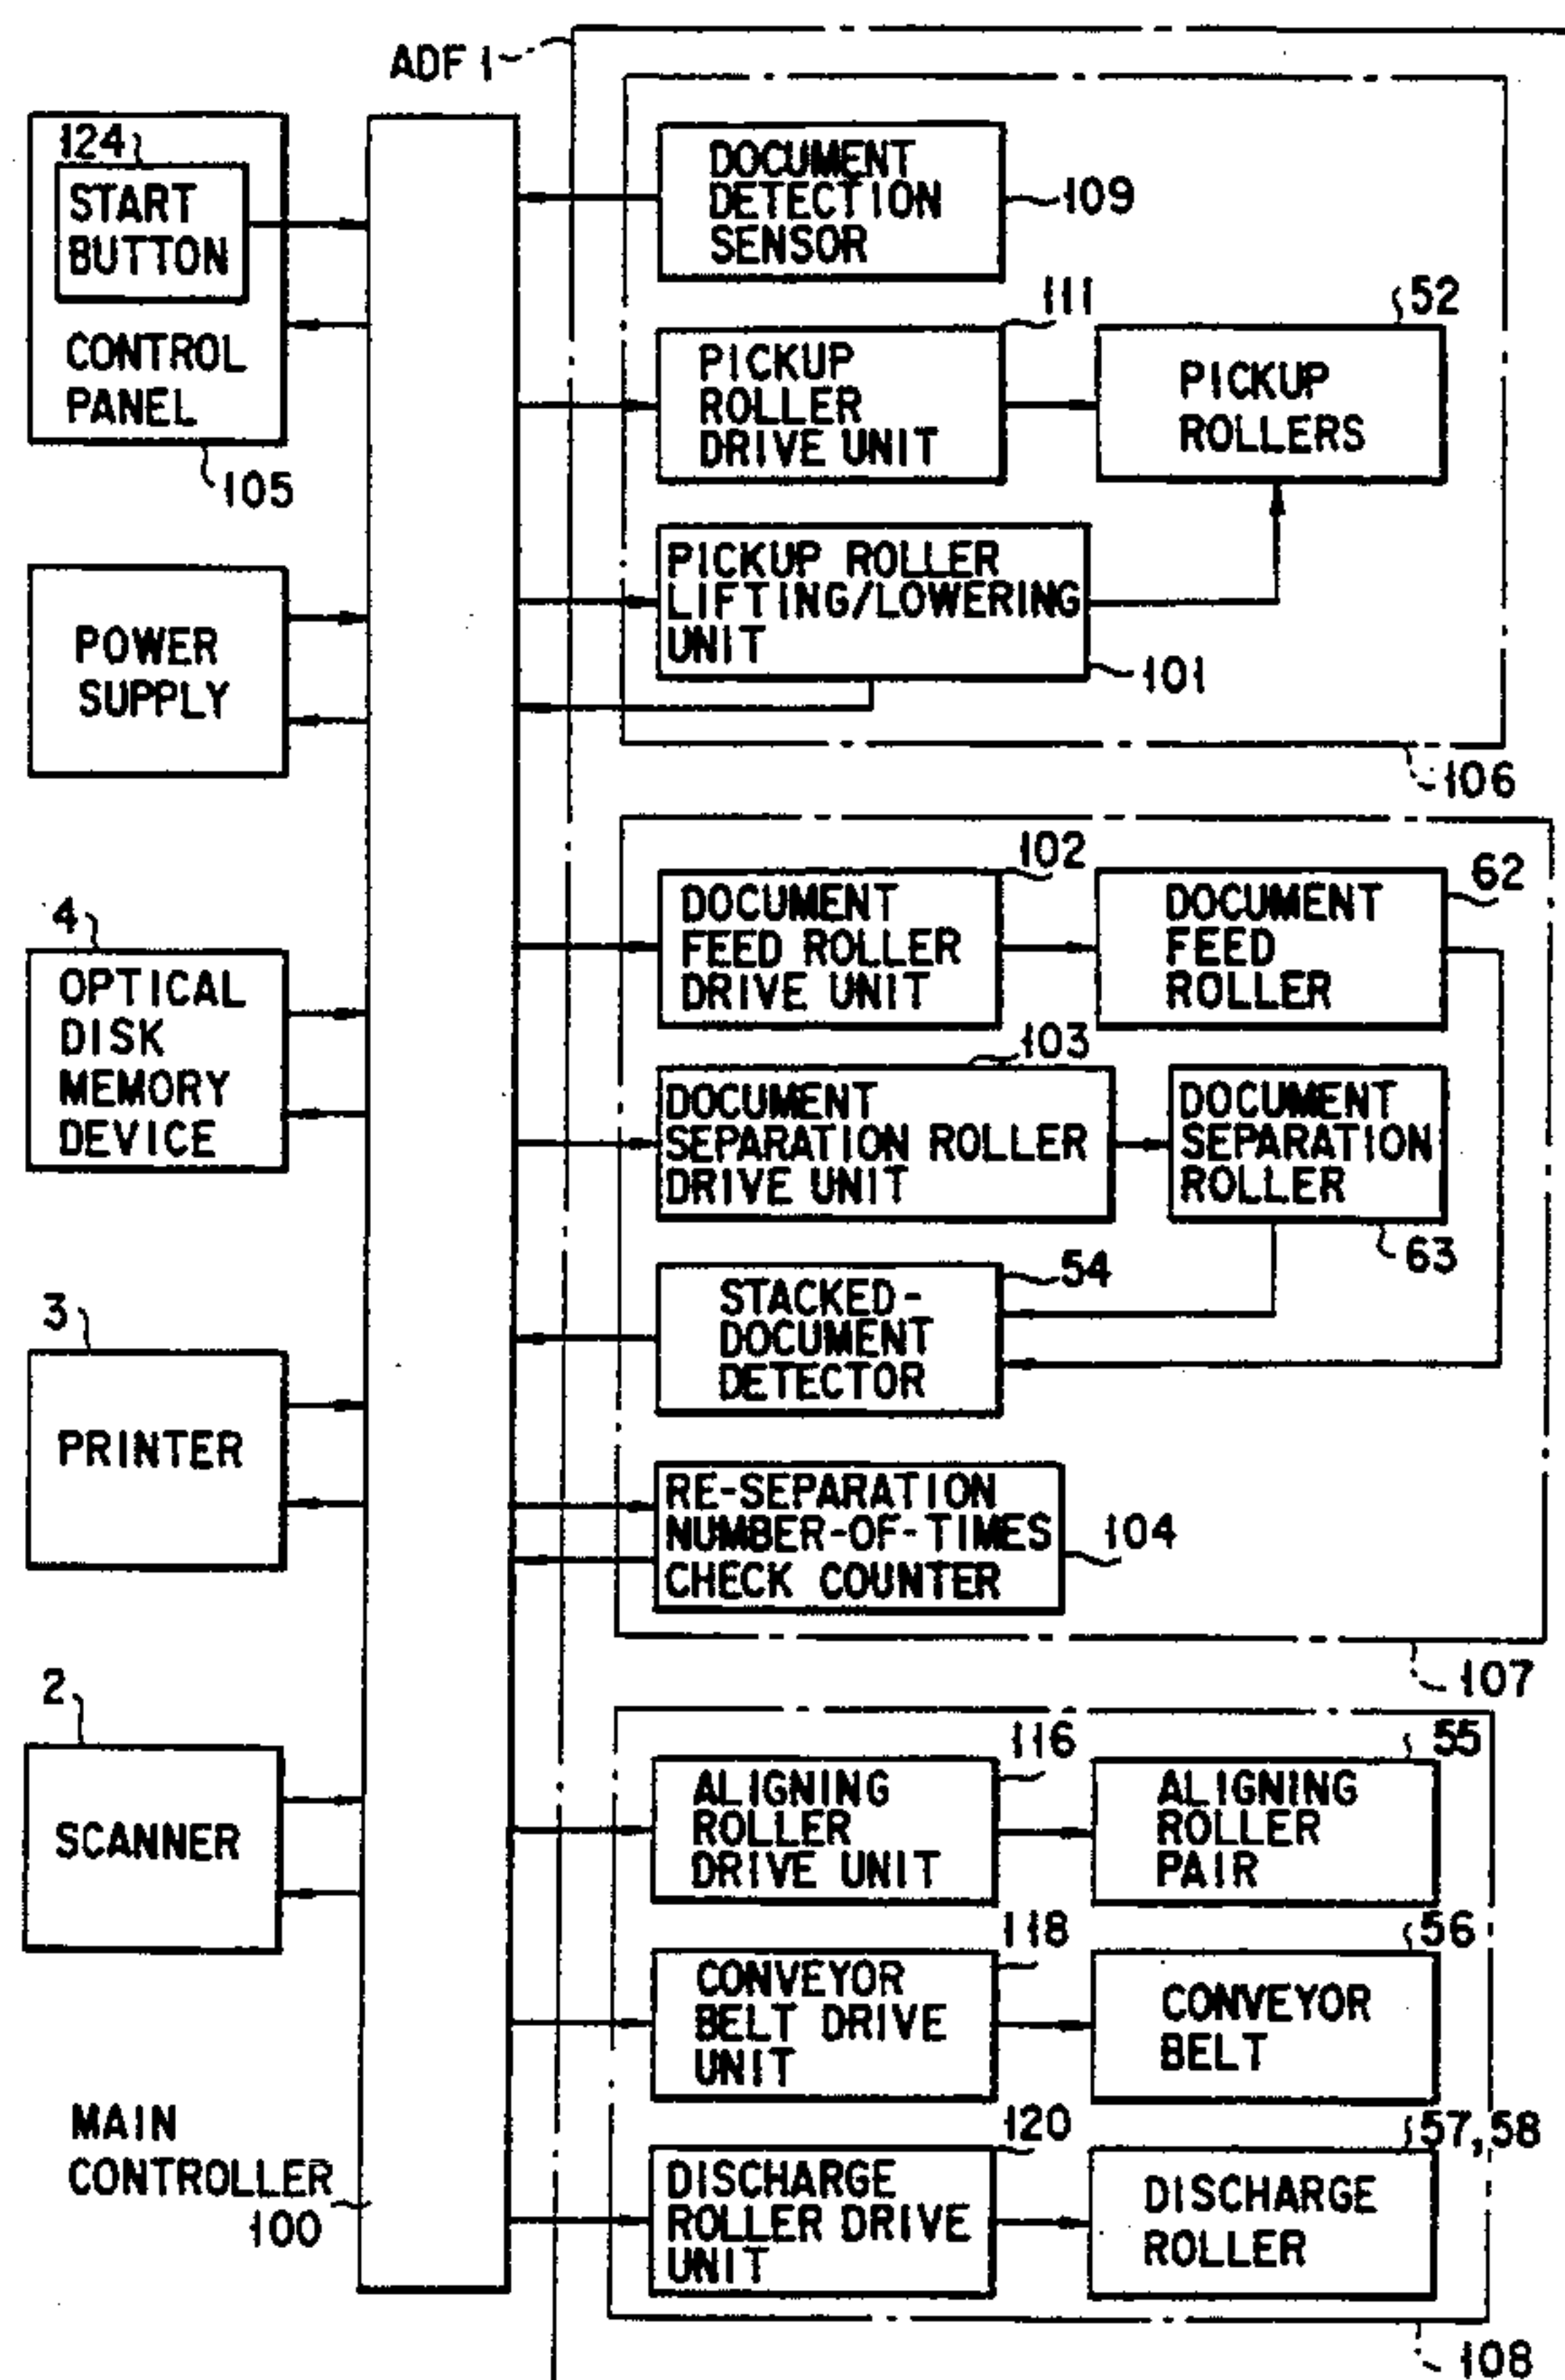 ADF 1
124
START
BUTTON
CONTROL
PANEL
105
POWER
SUPPLY
4
OPTICAL
DISK
MEMORY
DEVICE
3
PRINTER
2
SCANNER
MAIN
CONTROLLER
100
DOCUMENT
DETECTION
SENSOR
109
111
PICKUP
ROLLER
DRIVE UNIT
52
PICKUP
ROLLERS
PICKUP ROLLER
LIFTING/LOWERING
UNIT
101
106
102
DOCUMENT
FEED ROLLER
DRIVE UNIT
62
DOCUMENT
FEED
ROLLER
103
DOCUMENT
SEPARATION ROLLER
DRIVE UNIT
DOCUMENT
SEPARATION
ROLLER
63
54
STACKED-
DOCUMENT
DETECTOR
RE-SEPARATION
NUMBER-OF-TIMES
CHECK COUNTER
104
107
116
ALIGNING
ROLLER
DRIVE UNIT
55
ALIGNING
ROLLER
PAIR
118
CONVEYOR
BELT DRIVE
UNIT
56
CONVEYOR
BELT
120
DISCHARGE
ROLLER DRIVE
UNIT
57,58
DISCHARGE
ROLLER
108